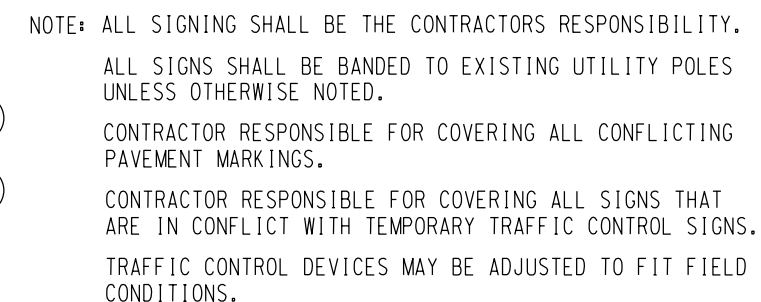 NOTE: ALL SIGNING SHALL BE THE CONTRACTORS RESPONSIBILITY.
ALL SIGNS SHALL BE BANDED TO EXISTING UTILITY POLES
UNLESS OTHERWISE NOTED.
CONTRACTOR RESPONSIBLE FOR COVERING ALL CONFLICTING
PAVEMENT MARKINGS.
CONTRACTOR RESPONSIBLE FOR COVERING ALL SIGNS THAT
ARE IN CONFLICT WITH TEMPORARY TRAFFIC CONTROL SIGNS.
TRAFFIC CONTROL DEVICES MAY BE ADJUSTED TO FIT FIELD
CONDITIONS.